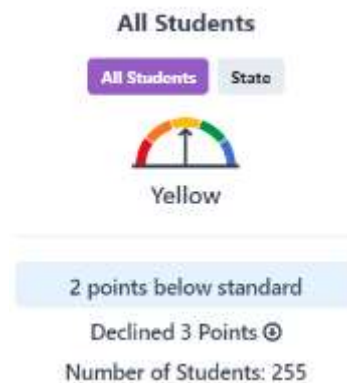 All Students
All Students State
Yellow
2 points below standard
Declined 3 Points
Number of Students: 255